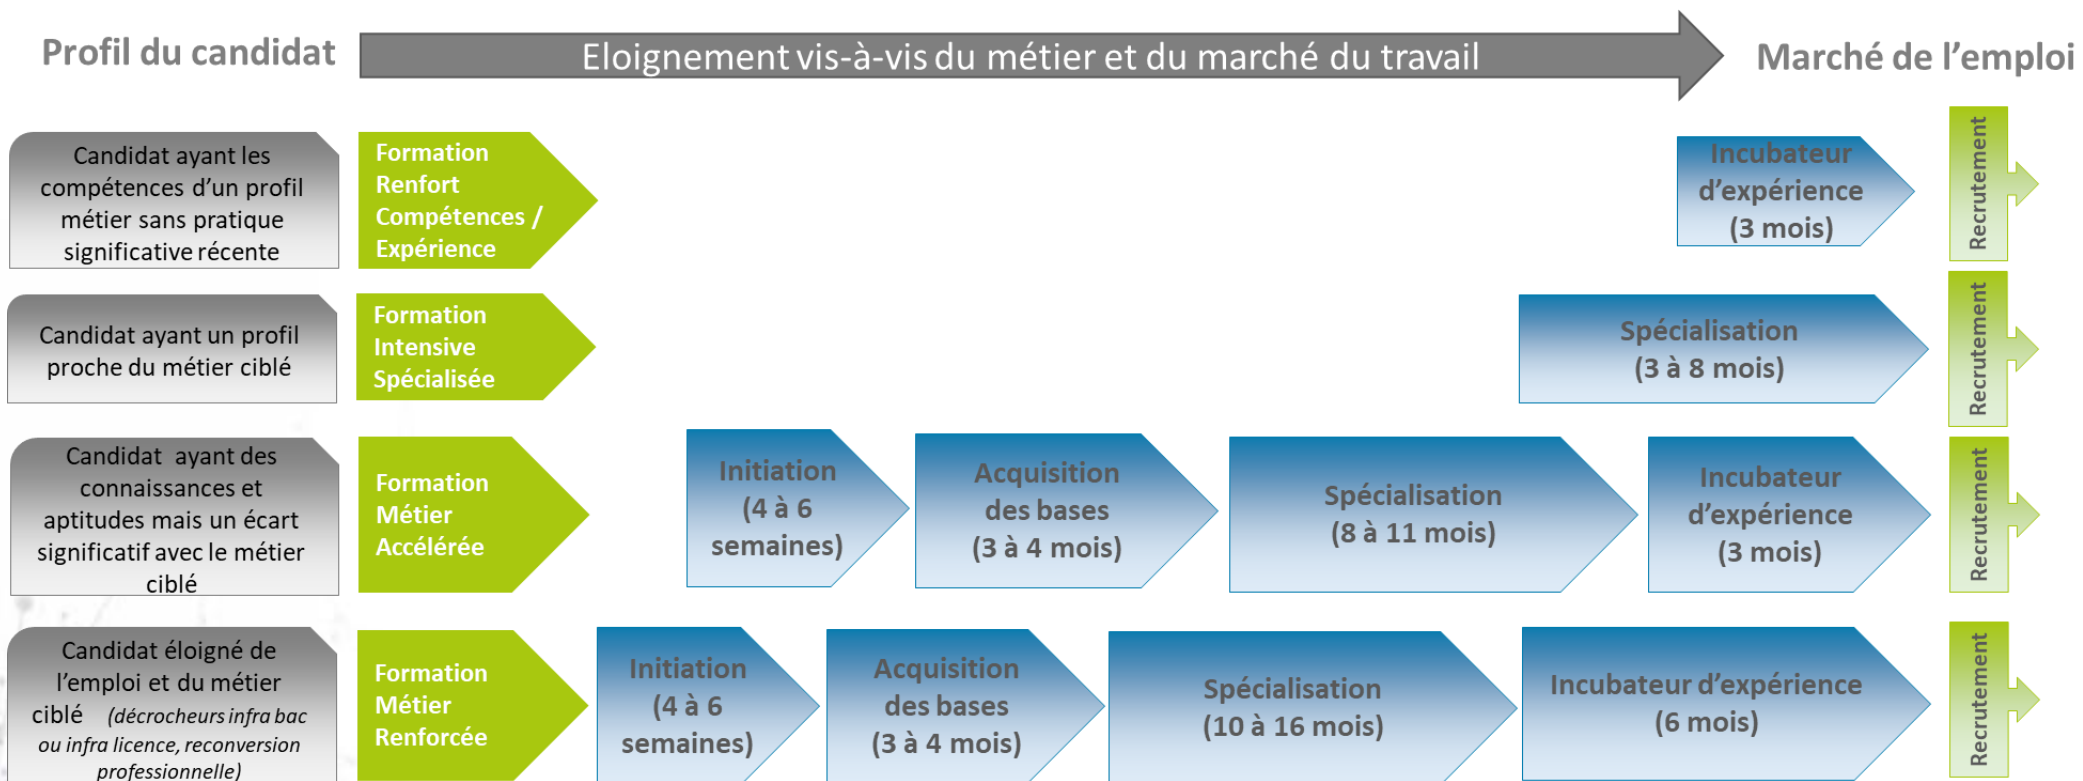 Profil du candidat
Eloignement vis-à-vis du métier et du marché du travail
Marché de l'emploi
Candidat ayant les
compétences d'un profil
métier sans pratique
significative récente
Formation
Renfort
Compétences /
Expérience
Incubateur
d'expérience
(3 mois)
Recrutement
Candidat ayant un profil
proche du métier ciblé
Formation
Intensive
Spécialisée
Spécialisation
(3 à 8 mois)
Recrutement
Candidat ayant des
connaissances et
aptitudes mais un écart
significatif avec le métier
ciblé
Formation
Métier
Accélérée
Initiation
(4 à 6
semaines)
Acquisition
des bases
(3 à 4 mois)
Spécialisation
(8 à 11 mois)
Incubateur
d'expérience
(3 mois)
Recrutement
Candidat éloigné de
l'emploi et du métier
ciblé (décrocheurs infra bac
ou infra licence, reconversion
professionnelle)
Formation
Métier
Renforcée
Initiation
(4 à 6
semaines)
Acquisition
des bases
(3 à 4 mois)
Spécialisation
(10 à 16 mois)
Incubateur d'expérience
(6 mois)
Recrutement